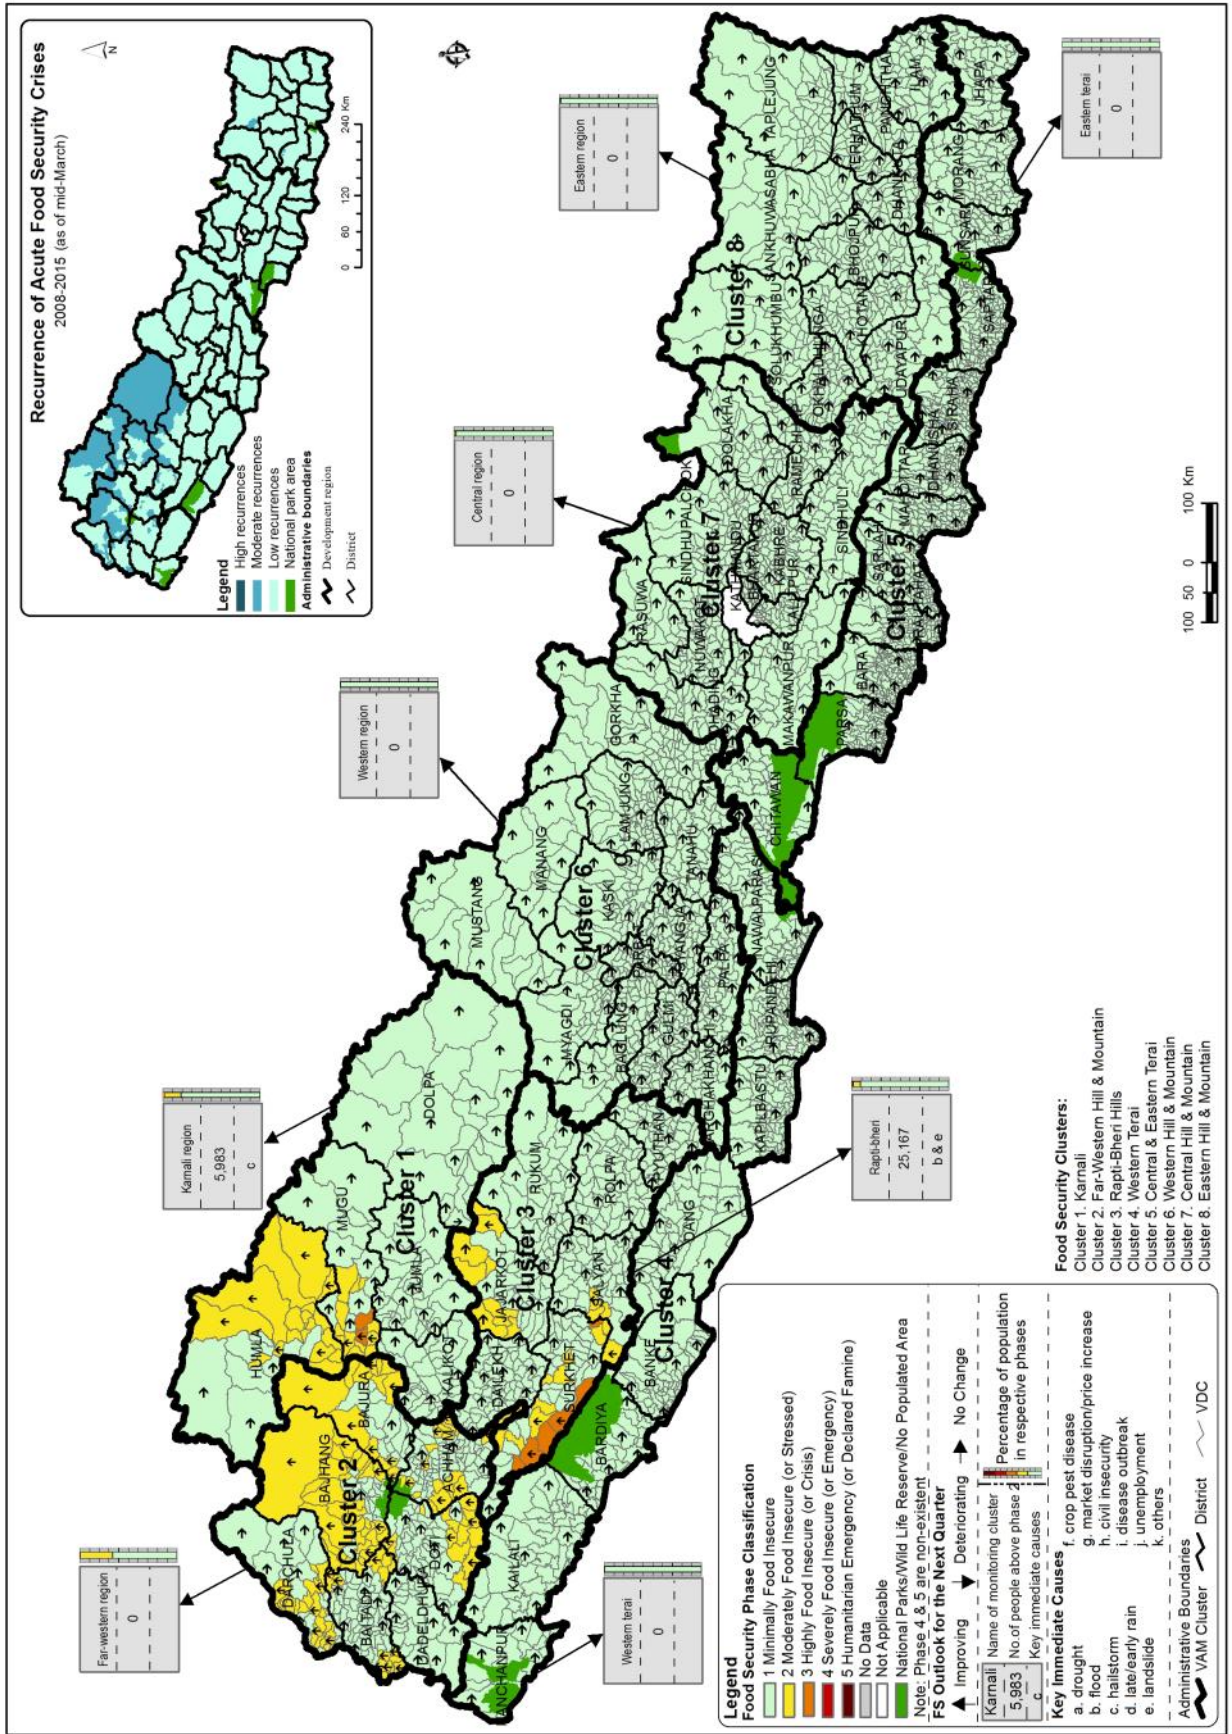 Recurrence of Acute Food Security Crises
2008-2015 (as of mid-March)
N
0 60 120 240 Km
Legend
High recurrences
Moderate recurrences
Low recurrences
National park area
Administrative boundaries
Development region
District
Far-western region
0
Karnali region
5,983
c
Western region
0
Central region
0
Eastern region
0
Western terai
0
Rapti-bheri
25,167
b & e
Eastern terai
0
Cluster 1
Cluster 2
Cluster 3
Cluster 4
Cluster 5
Cluster 6
Cluster 7
Cluster 8
DARCHULA
BAJHANG
BAJURA
HUMLA
MUGU
DOLPA
JUMLA
KALIKOT
BAITADI
DADELDHURA
DOTI
ACHHAM
KAILALI
DAILEKH
JAJARKOT
RUKUM
SURKHET
SALYAN
ROLPA
PYUTHAN
BARDIYA
BANKE
DANG
MUSTANG
MANANG
MYAGDI
KASKI
LAMJUNG
GORKHA
BAGLUNG
PARBAT
GULMI
SYANGJA
TANAHU
PALPA
KAPILBASTU
RUPANDEHI
NAWALPARASI
CHITAWAN
RASUWA
NUWAKOT
DHADING
SINDHUPALCHOK
DOLAKHA
KABHRE
LALITPUR
RAMECHHAP
SINDHULI
MAKAWANPUR
PARSA
BARA
SARLAHI
MAHOTTARI
DHANUSHA
SIRAHA
SAPTARI
SOLUKHUMBU
OKHALDHUNGA
KHOTANG
UDAYAPUR
SANKHUWASABHA
BHOJPUR
DHANKUTA
TERHATHUM
TAPLEJUNG
PANCHTHAR
ILAM
SUNSARI
MORANG
JHAPA
100 50 0 100 Km
Legend
Food Security Phase Classification
1 Minimally Food Insecure
2 Moderately Food Insecure (or Stressed)
3 Highly Food Insecure (or Crisis)
4 Severely Food Insecure (or Emergency)
5 Humanitarian Emergency (or Declared Famine)
No Data
Not Applicable
National Parks/Wild Life Reserve/No Populated Area
Note: Phase 4 & 5 are non-existent
FS Outlook for the Next Quarter
Improving Deteriorating No Change
Karnali Name of monitoring cluster
5,983 No.of people above phase 2
c Key immediate causes
Percentage of population
in respective phases
Key Immediate Causes
a. drought
b. flood
c. hailstorm
d. late/early rain
e. landslide
f. crop pest disease
g. market disruption/price increase
h. civil insecurity
i. disease outbreak
j. unemployment
k. others
Administrative Boundaries
VAM Cluster District VDC
Food Security Clusters:
Cluster 1. Karnali
Cluster 2. Far-Western Hill & Mountain
Cluster 3. Rapti-Bheri Hills
Cluster 4. Western Terai
Cluster 5. Central & Eastern Terai
Cluster 6. Western Hill & Mountain
Cluster 7. Central Hill & Mountain
Cluster 8. Eastern Hill & Mountain